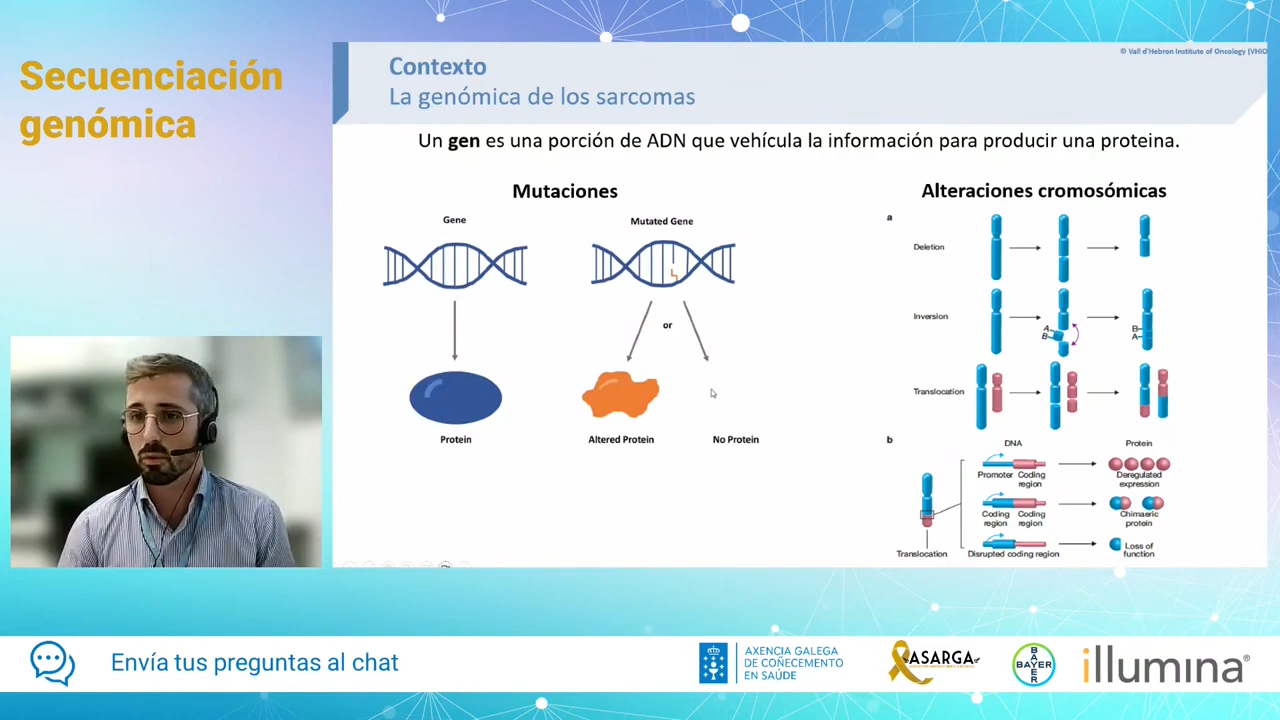 Secuenciación
genómica
© Vall d'Hebron Institute of Oncology (VHIO
Contexto
La genómica de los sarcomas
Un gen es una porción de ADN que vehícula la información para producir una proteina.
Mutaciones
Gene
Mutated Gene
or
Protein
Altered Protein
No Protein
Alteraciones cromosómicas
a
Deletion
Inversion
A
B
B
A
Translocation
b
DNA
Protein
Promoter
Coding
region
Deregulated
expression
Coding
region
Coding
region
Chimaeric
protein
Translocation
Disrupted coding region
Loss of
function
Envía tus preguntas al chat
AXENCIA GALEGA
DE COÑECEMENTO
EN SAÚDE
ASARGA
BAYER
BAYER
illumina®